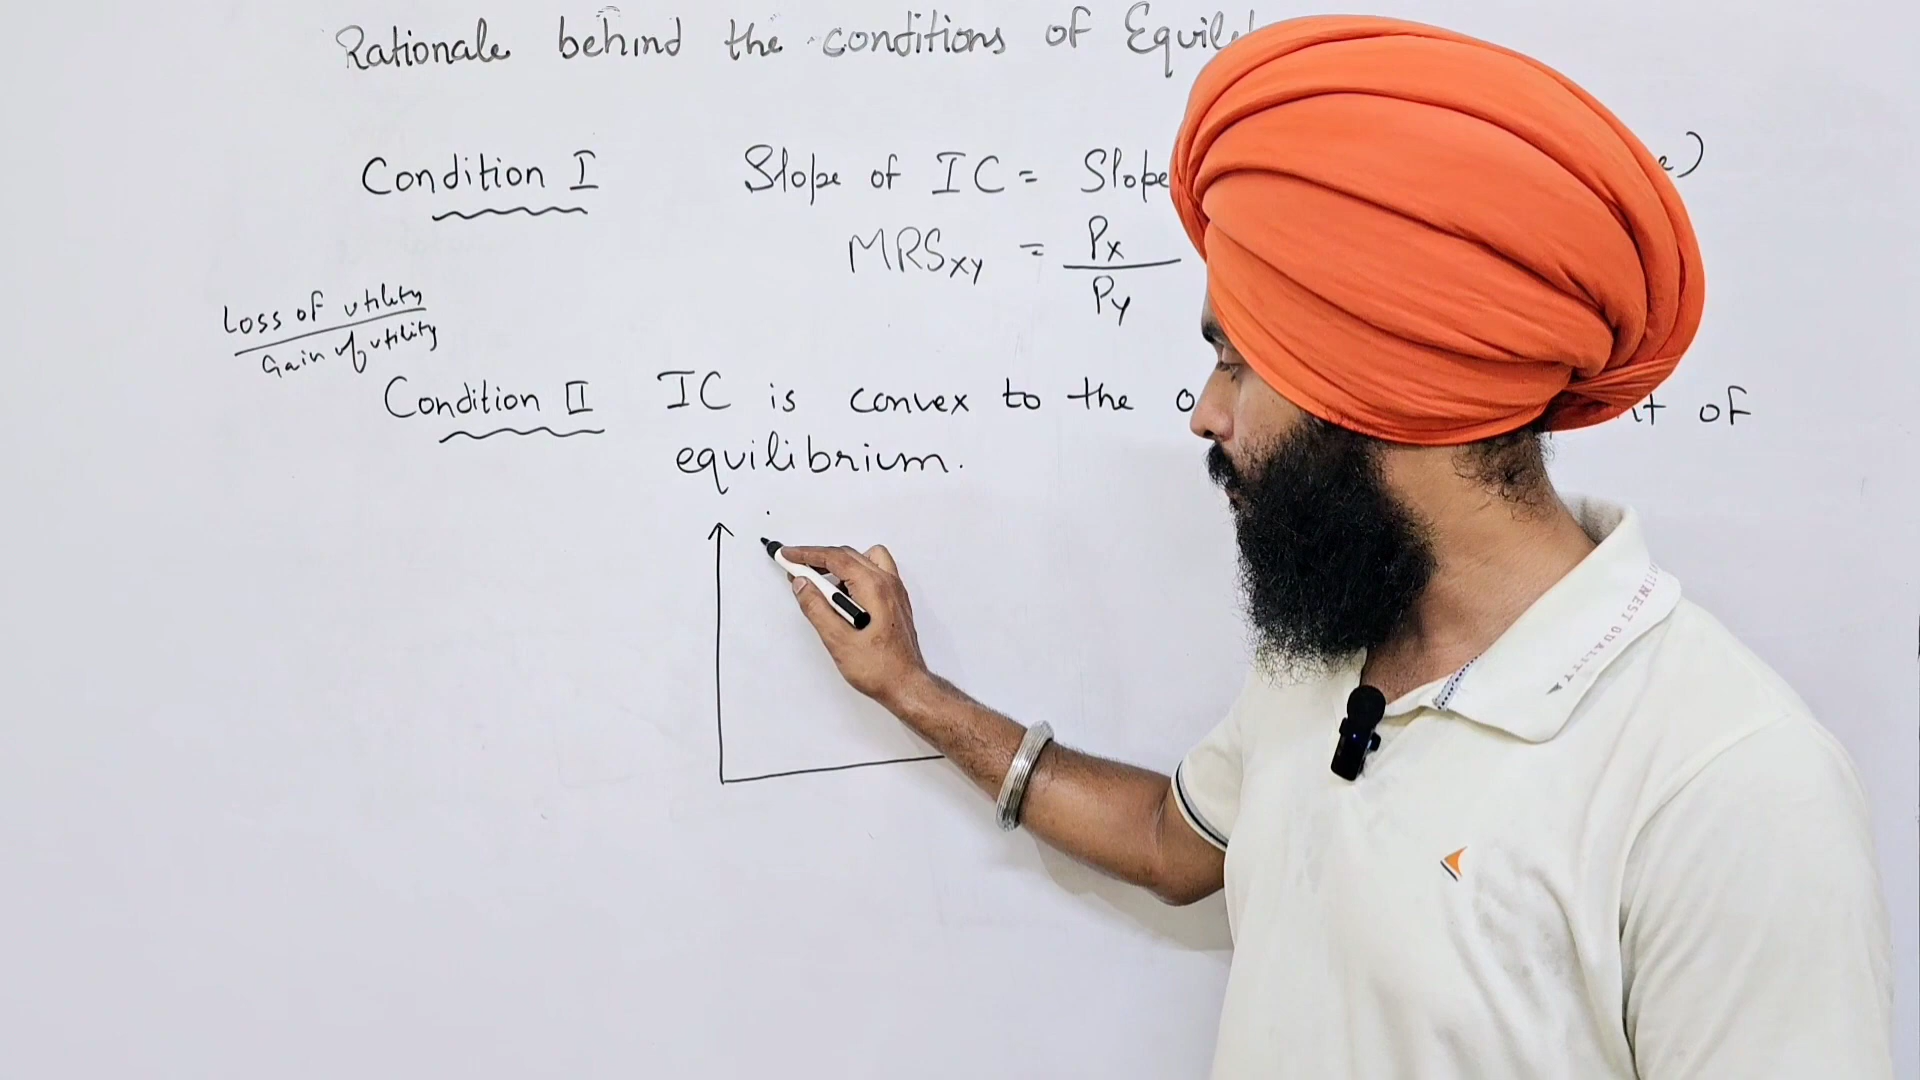 Rationale behind the conditions of
Condition I Slope of IC = Slope
MRSxy = Px
Py
Loss of utility
Gain of utility
Condition II IC is convex to the of
equilibrium.